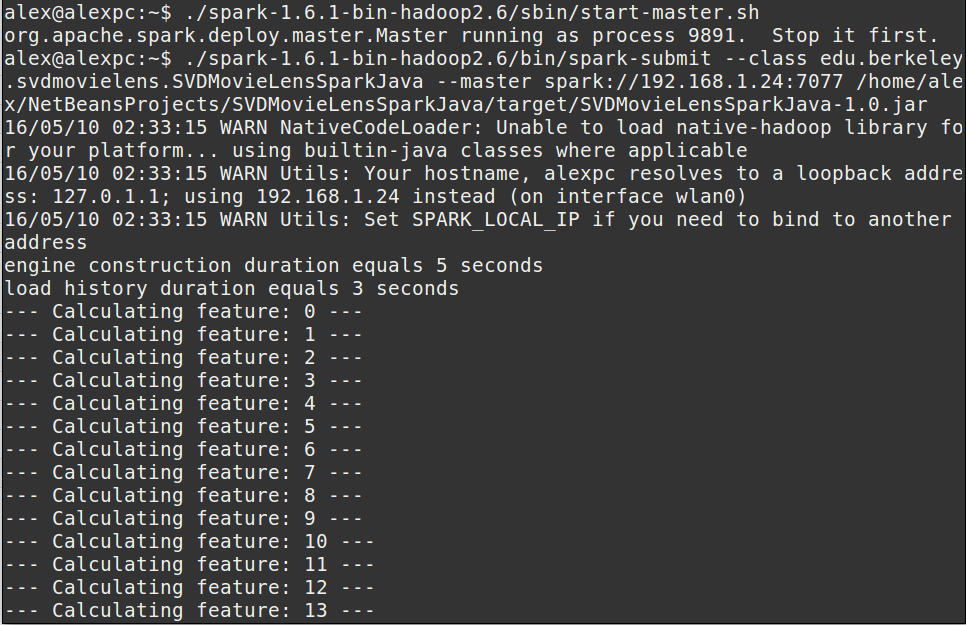 alex@alexpc:~$ ./spark-1.6.1-bin-hadoop2.6/sbin/start-master.sh
org.apache.spark.deploy.master.Master running as process 9891.  Stop it first.
alex@alexpc:~$ ./spark-1.6.1-bin-hadoop2.6/bin/spark-submit --class edu.berkeley
.svdmovielens.SVDMovieLensSparkJava --master spark://192.168.1.24:7077 /home/ale
x/NetBeansProjects/SVDMovieLensSparkJava/target/SVDMovieLensSparkJava-1.0.jar
16/05/10 02:33:15 WARN NativeCodeLoader: Unable to load native-hadoop library fo
r your platform... using builtin-java classes where applicable
16/05/10 02:33:15 WARN Utils: Your hostname, alexpc resolves to a loopback addre
ss: 127.0.1.1; using 192.168.1.24 instead (on interface wlan0)
16/05/10 02:33:15 WARN Utils: Set SPARK_LOCAL_IP if you need to bind to another
address
engine construction duration equals 5 seconds
load history duration equals 3 seconds
--- Calculating feature: 0 ---
--- Calculating feature: 1 ---
--- Calculating feature: 2 ---
--- Calculating feature: 3 ---
--- Calculating feature: 4 ---
--- Calculating feature: 5 ---
--- Calculating feature: 6 ---
--- Calculating feature: 7 ---
--- Calculating feature: 8 ---
--- Calculating feature: 9 ---
--- Calculating feature: 10 ---
--- Calculating feature: 11 ---
--- Calculating feature: 12 ---
--- Calculating feature: 13 ---